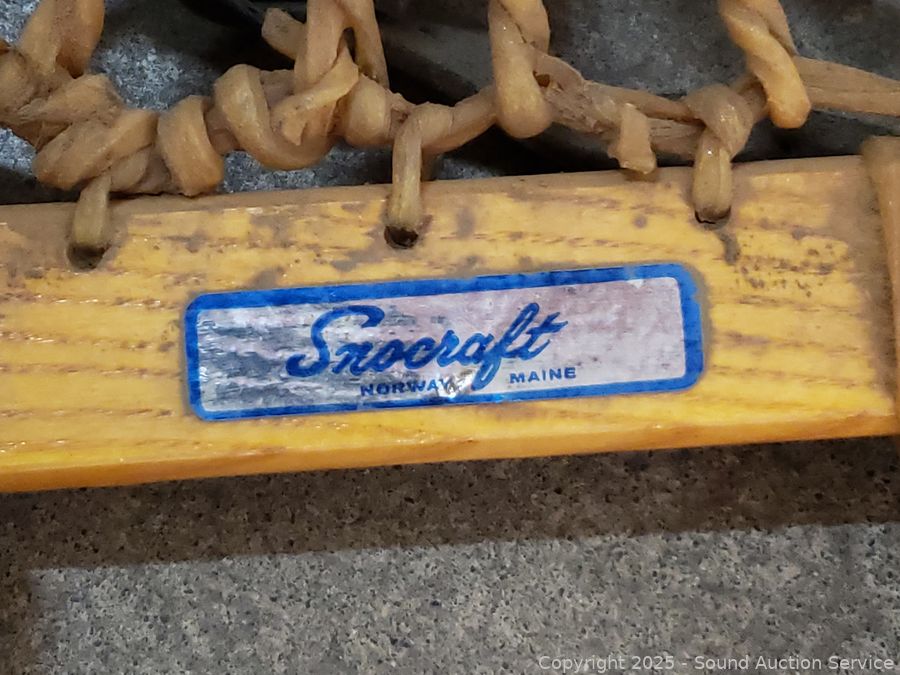 Snocraft
NORWAY MAINE
Copyright © 2025 - Sound Auction Service